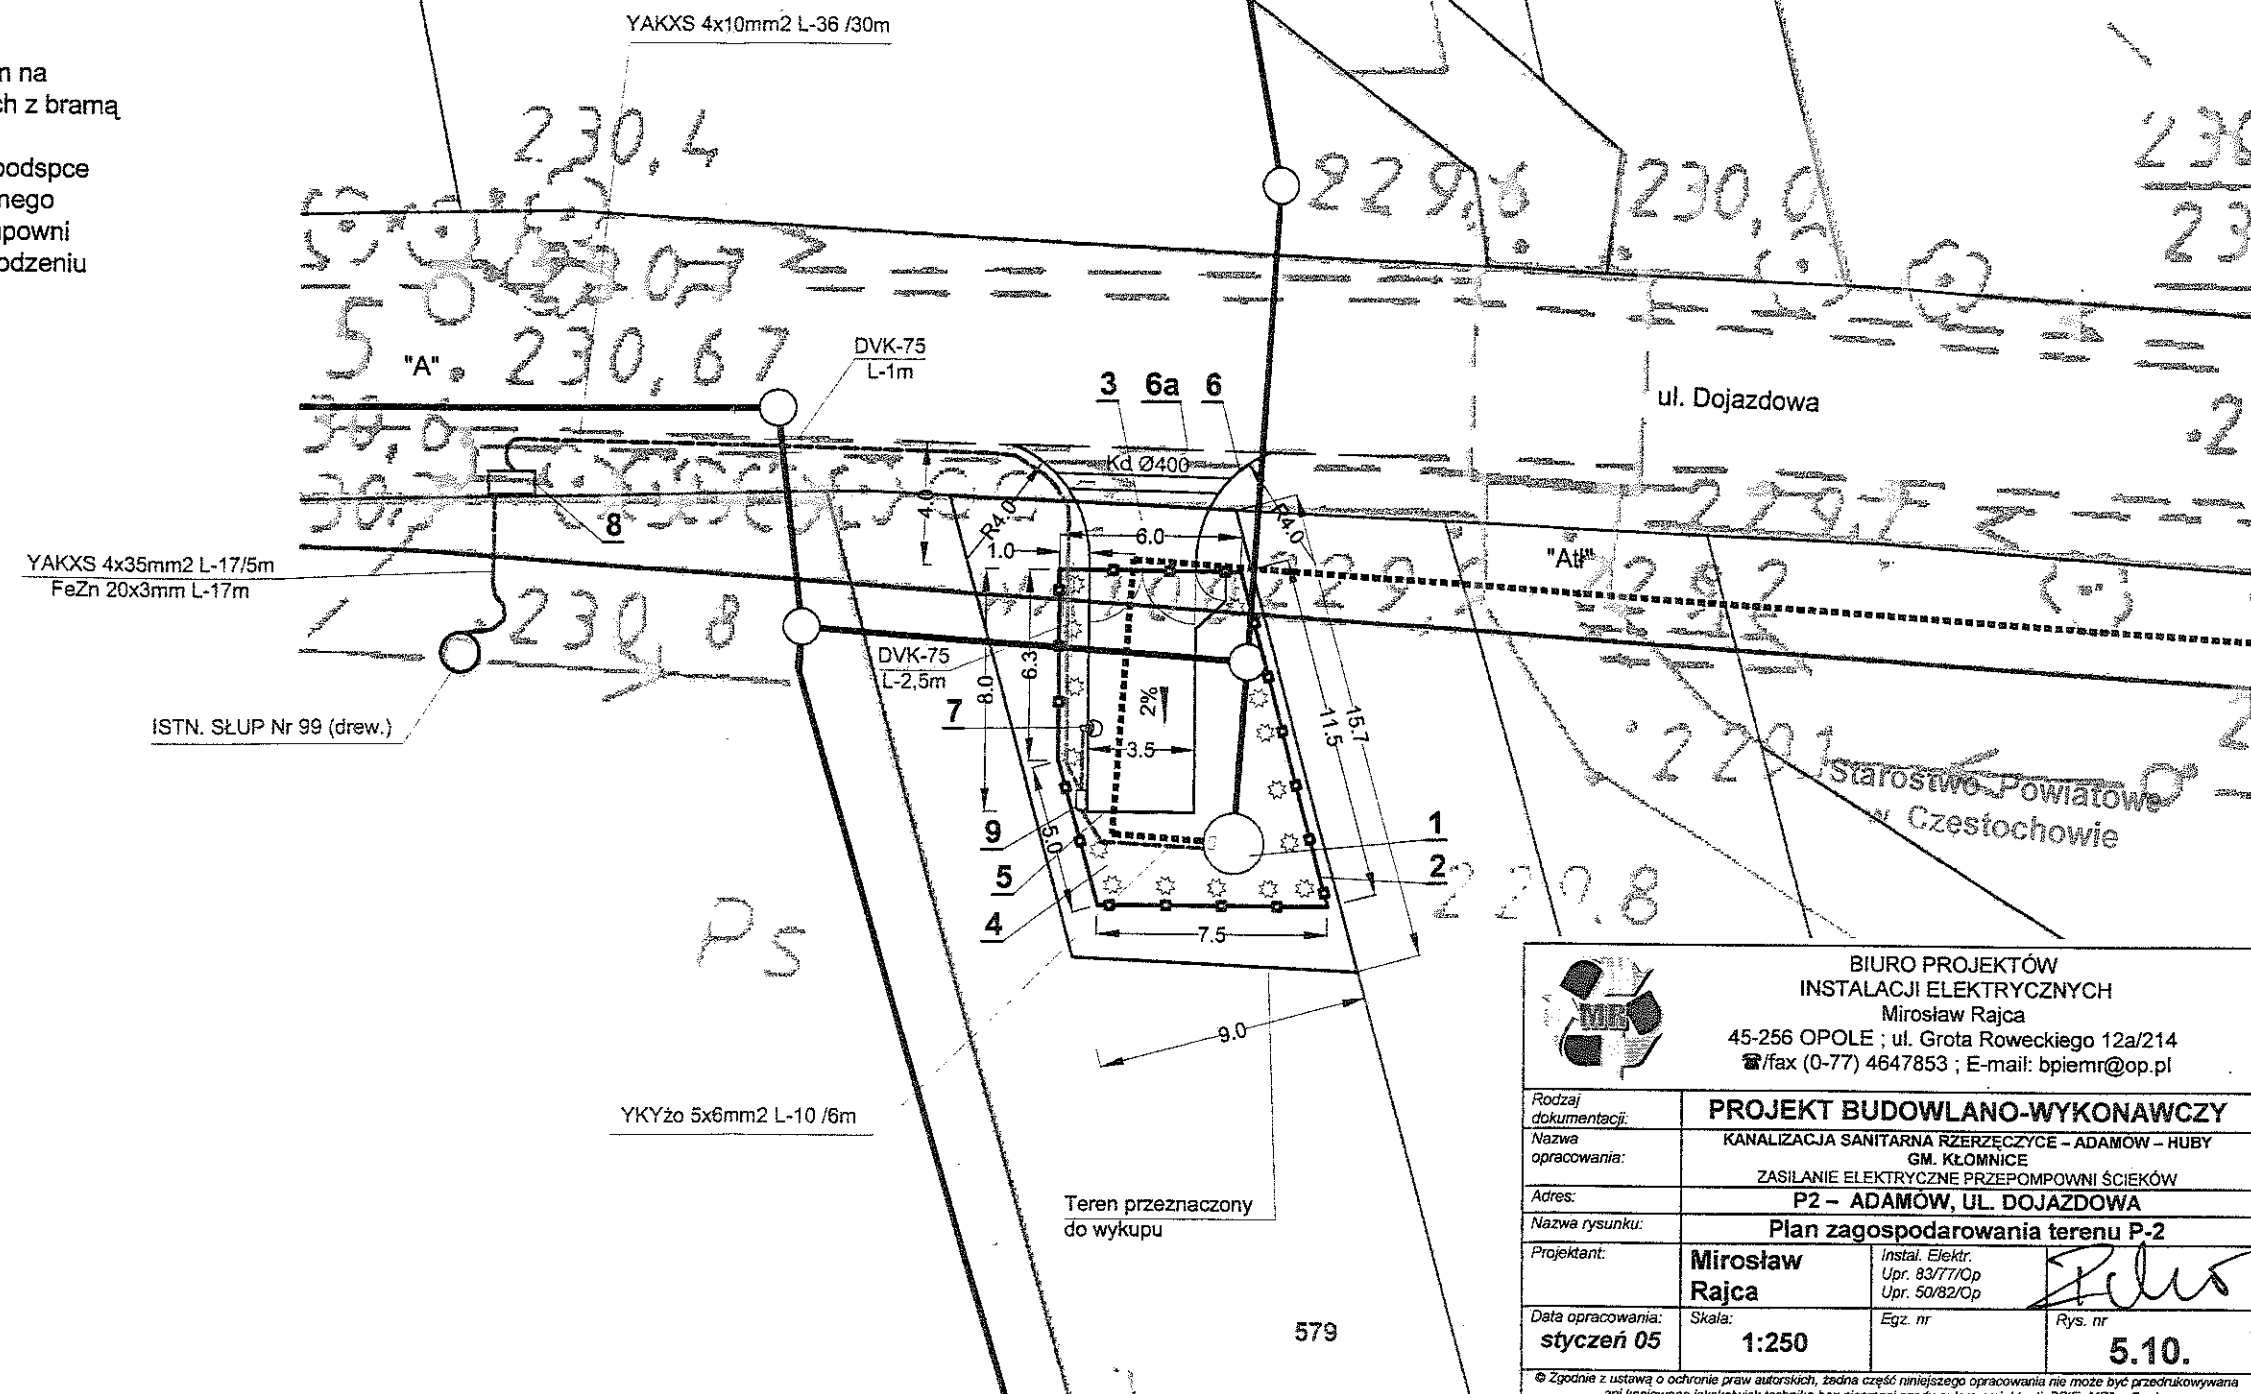 YAKXS 4x10mm2 L-36 /30m
n na
ch z bramą
podspce
nego
powni
odzeniu
230,4
229,8
230,0
230,7
5
"A"
230,67
DVK-75
L-1m
3
6a
6
ul. Dojazdowa
Kd Ø400
4.0
R4.0
R4.0
8
1.0
6.0
YAKXS 4x35mm2 L-17/5m
FeZn 20x3mm L-17m
230,8
DVK-75
L-2,5m
8.0
6.3
2%
7
3.5
11.5
15.7
ISTN. SŁUP Nr 99 (drew.)
Starostwo Powiatowe
w Częstochowie
9
5.0
1
5
2
4
7.5
229.8
Ps
9.0
YKYżo 5x6mm2 L-10 /6m
Teren przeznaczony
do wykupu
579
MR
BIURO PROJEKTÓW
INSTALACJI ELEKTRYCZNYCH
Mirosław Rajca
45-256 OPOLE ; ul. Grota Roweckiego 12a/214
☎/fax (0-77) 4647853 ; E-mail: bpiemr@op.pl
Rodzaj
dokumentacji:
PROJEKT BUDOWLANO-WYKONAWCZY
Nazwa
opracowania:
KANALIZACJA SANITARNA RZERZĘCZYCE – ADAMÓW – HUBY
GM. KŁOMNICE
ZASILANIE ELEKTRYCZNE PRZEPOMPOWNI ŚCIEKÓW
Adres:
P2 – ADAMÓW, UL. DOJAZDOWA
Nazwa rysunku:
Plan zagospodarowania terenu P-2
Projektant:
Mirosław
Rajca
Instal. Elektr.
Upr. 83/77/Op
Upr. 50/82/Op
Data opracowania:
styczeń 05
Skala:
1:250
Egz. nr
Rys. nr
5.10.
© Zgodnie z ustawą o ochronie praw autorskich, żadna część niniejszego opracowania nie może być przedrukowywana